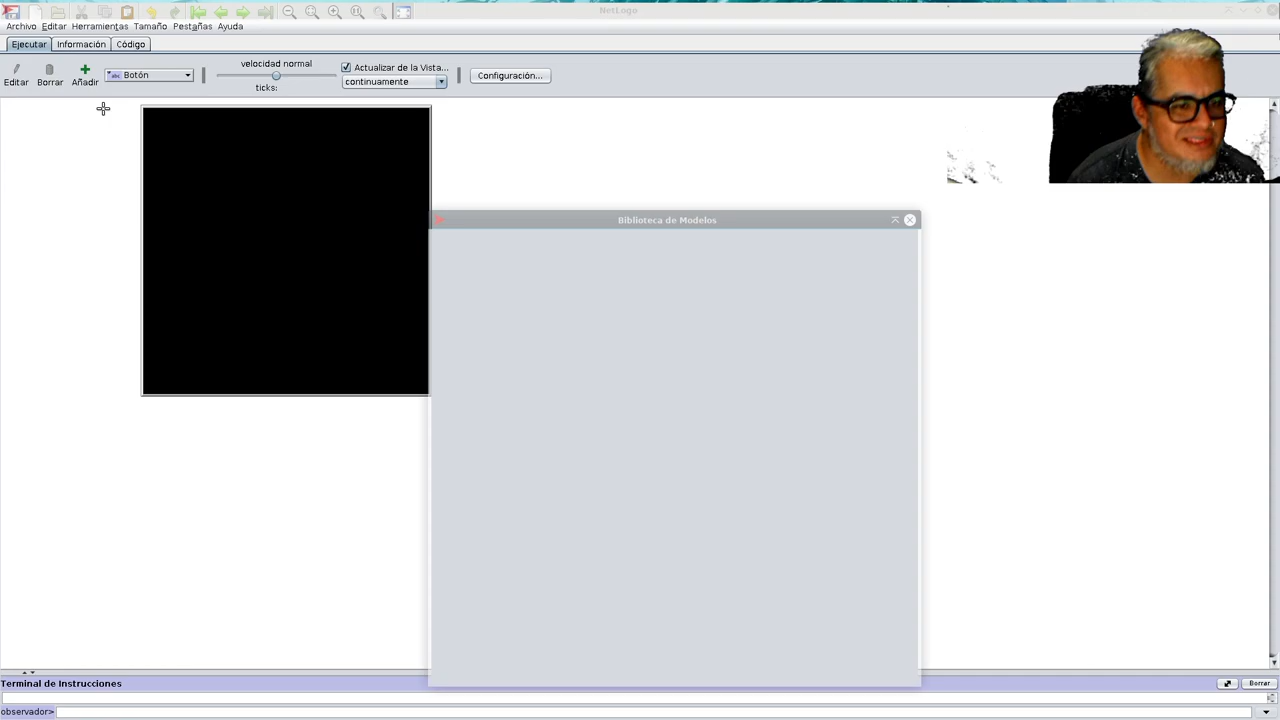 NetLogo
Archivo Editar Herramientas Tamaño Pestañas Ayuda
Ejecutar Información Código
velocidad normal
Actualizar de la Vista...
Editar Borrar Añadir
abc Botón
continuamente
Configuración...
ticks:
Biblioteca de Modelos
Terminal de Instrucciones
Borrar
observador>